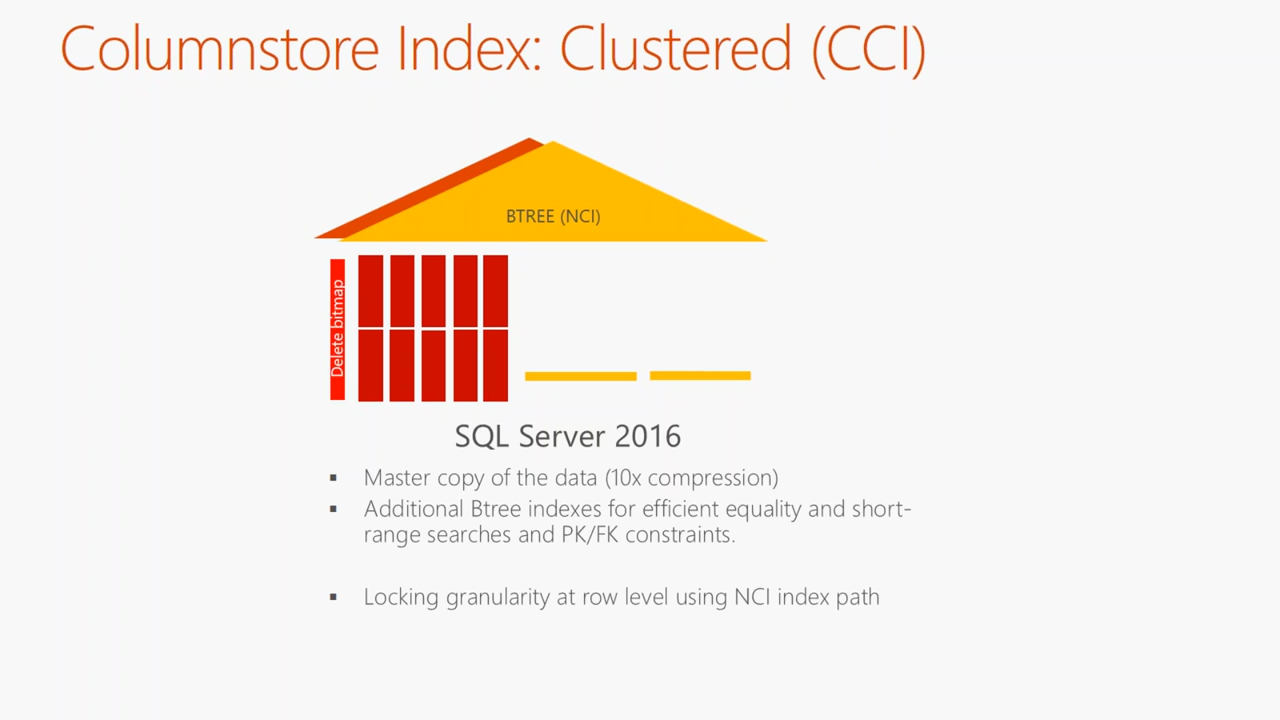 Columnstore Index: Clustered (CCI)
BTREE (NCI)
Delete bitmap
SQL Server 2016
▪ Master copy of the data (10x compression)
▪ Additional Btree indexes for efficient equality and short-
range searches and PK/FK constraints.
▪ Locking granularity at row level using NCI index path